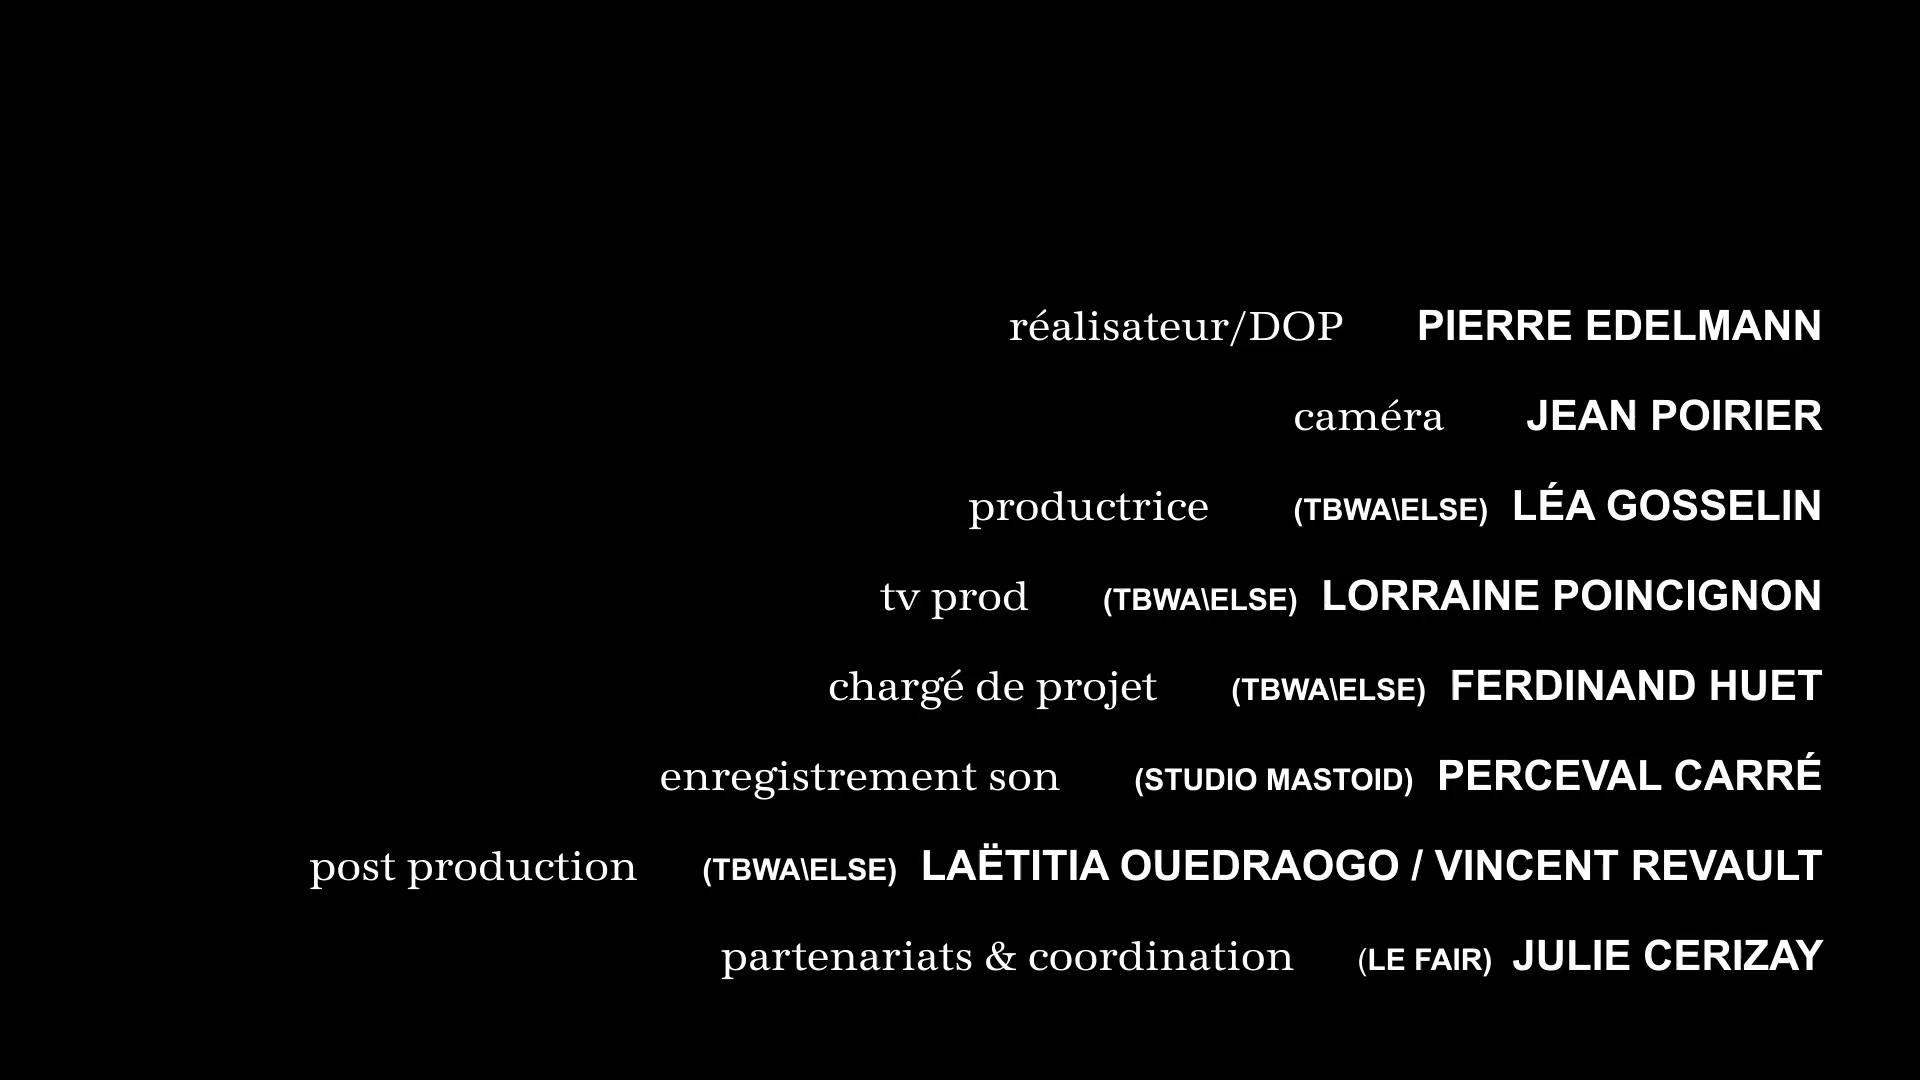 réalisateur/DOP PIERRE EDELMANN
caméra JEAN POIRIER
productrice (TBWA\ELSE) LÉA GOSSELIN
tv prod (TBWA\ELSE) LORRAINE POINCIGNON
chargé de projet (TBWA\ELSE) FERDINAND HUET
enregistrement son (STUDIO MASTOID) PERCEVAL CARRÉ
post production (TBWA\ELSE) LAËTITIA OUEDRAOGO / VINCENT REVAULT
partenariats & coordination (LE FAIR) JULIE CERIZAY